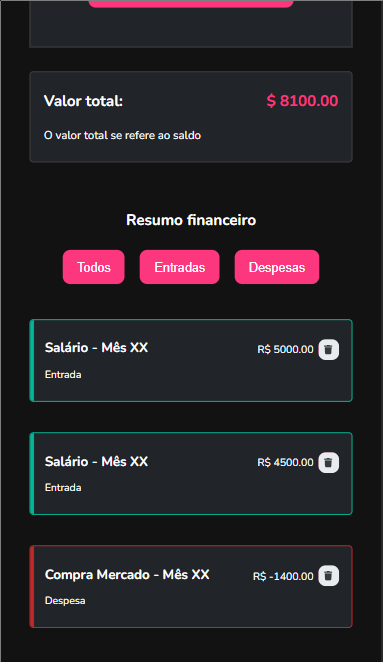 Valor total:
$ 8100.00
O valor total se refere ao saldo
Resumo financeiro
Todos
Entradas
Despesas
Salário - Mês XX
R$ 5000.00
Entrada
Salário - Mês XX
R$ 4500.00
Entrada
Compra Mercado - Mês XX
R$ -1400.00
Despesa